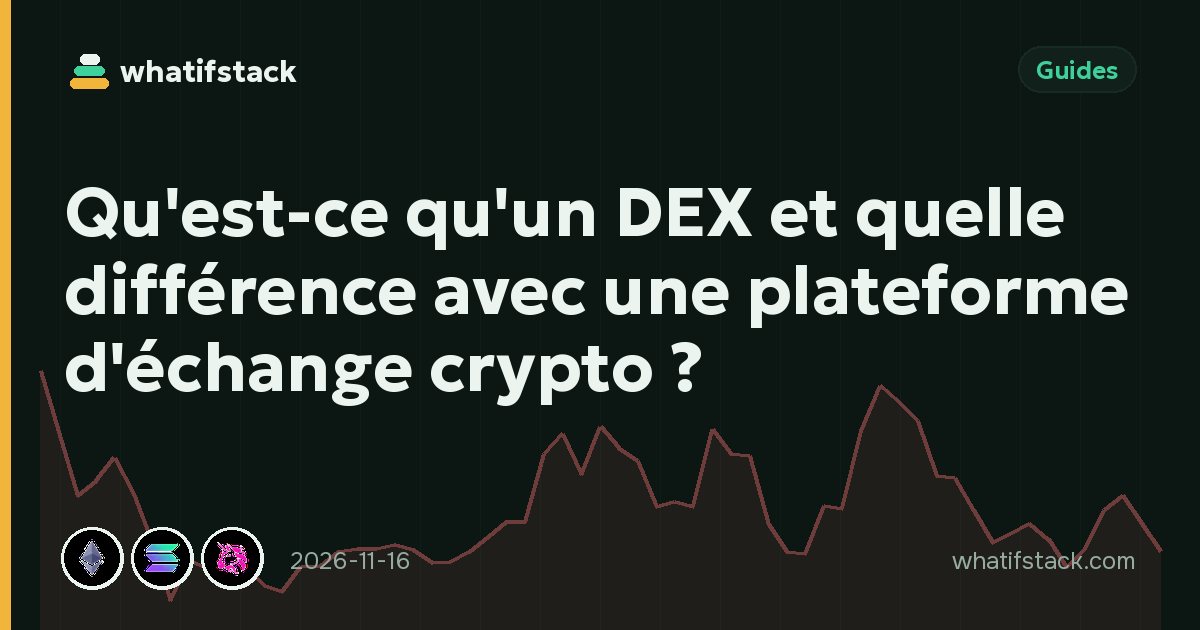 whatifstack
Guides
Qu'est-ce qu'un DEX et quelle
différence avec une plateforme
d'échange crypto ?
2026-11-16
whatifstack.com